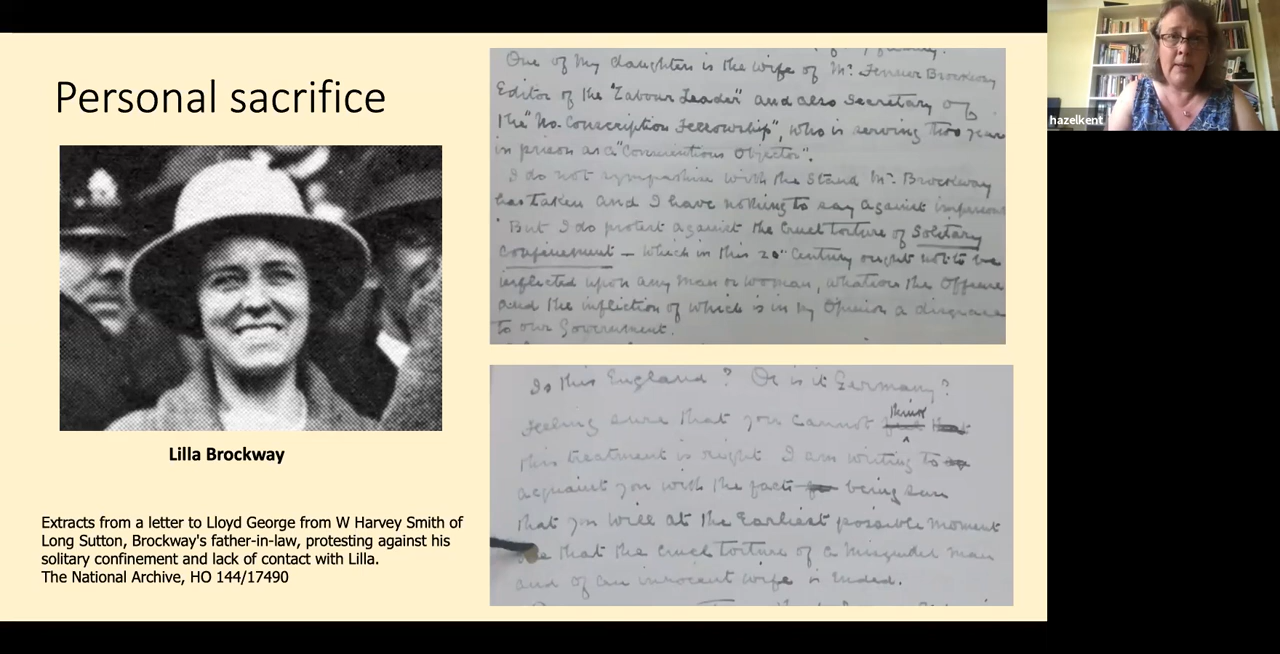 Personal sacrifice
Lilla Brockway
Extracts from a letter to Lloyd George from W Harvey Smith of
Long Sutton, Brockway's father-in-law, protesting against his
solitary confinement and lack of contact with Lilla.
The National Archive, HO 144/17490
One of my daughters is the wife of Mr. Fenner Brockway
Editor of the "Labour Leader" and also Secretary of
the "No-Conscription Fellowship", who is serving two years
in prison as a "Conscientious Objector".
I do not sympathise with the stand Mr. Brockway
has taken and I have nothing to say against
But I do protest against the cruel torture of Solitary
Confinement – which in this 20th Century ought not to be
inflicted upon any man or woman, whatever the Offence
and the infliction of which is in my Opinion a disgrace
to our Government.
Is this England? Or is it Germany?
Feeling sure that you cannot think
this treatment is right I am writing to
acquaint you with the facts being sure
that you will at the Earliest possible moment
that the cruel torture of a misguided man
and of an innocent wife is ended.
hazelkent